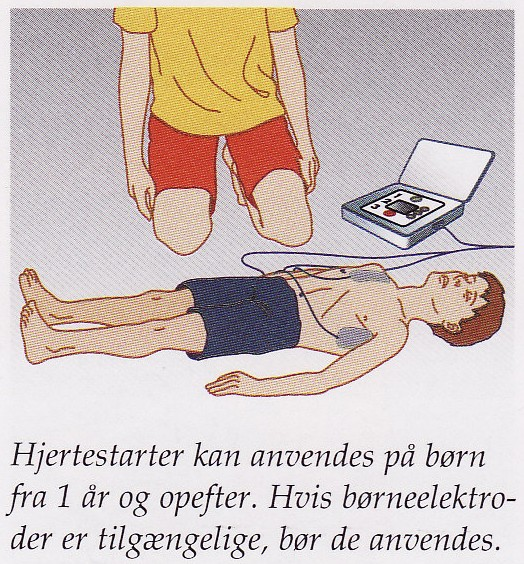 Hjertestarter kan anvendes på børn
fra 1 år og opefter. Hvis børneelektro-
der er tilgængelige, bør de anvendes.